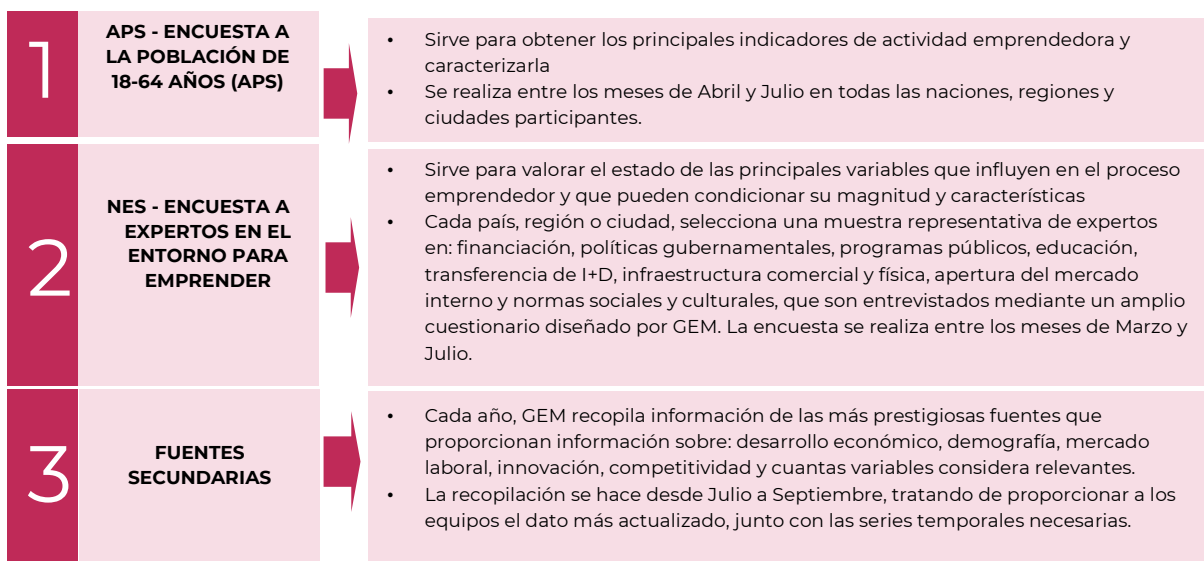 1
APS - ENCUESTA A
LA POBLACIÓN DE
18-64 AÑOS (APS)
• Sirve para obtener los principales indicadores de actividad emprendedora y
caracterizarla
• Se realiza entre los meses de Abril y Julio en todas las naciones, regiones y
ciudades participantes.
2
NES - ENCUESTA A
EXPERTOS EN EL
ENTORNO PARA
EMPRENDER
• Sirve para valorar el estado de las principales variables que influyen en el proceso
emprendedor y que pueden condicionar su magnitud y características
• Cada país, región o ciudad, selecciona una muestra representativa de expertos
en: financiación, políticas gubernamentales, programas públicos, educación,
transferencia de I+D, infraestructura comercial y física, apertura del mercado
interno y normas sociales y culturales, que son entrevistados mediante un amplio
cuestionario diseñado por GEM. La encuesta se realiza entre los meses de Marzo y
Julio.
3
FUENTES
SECUNDARIAS
• Cada año, GEM recopila información de las más prestigiosas fuentes que
proporcionan información sobre: desarrollo económico, demografía, mercado
laboral, innovación, competitividad y cuantas variables considera relevantes.
• La recopilación se hace desde Julio a Septiembre, tratando de proporcionar a los
equipos el dato más actualizado, junto con las series temporales necesarias.